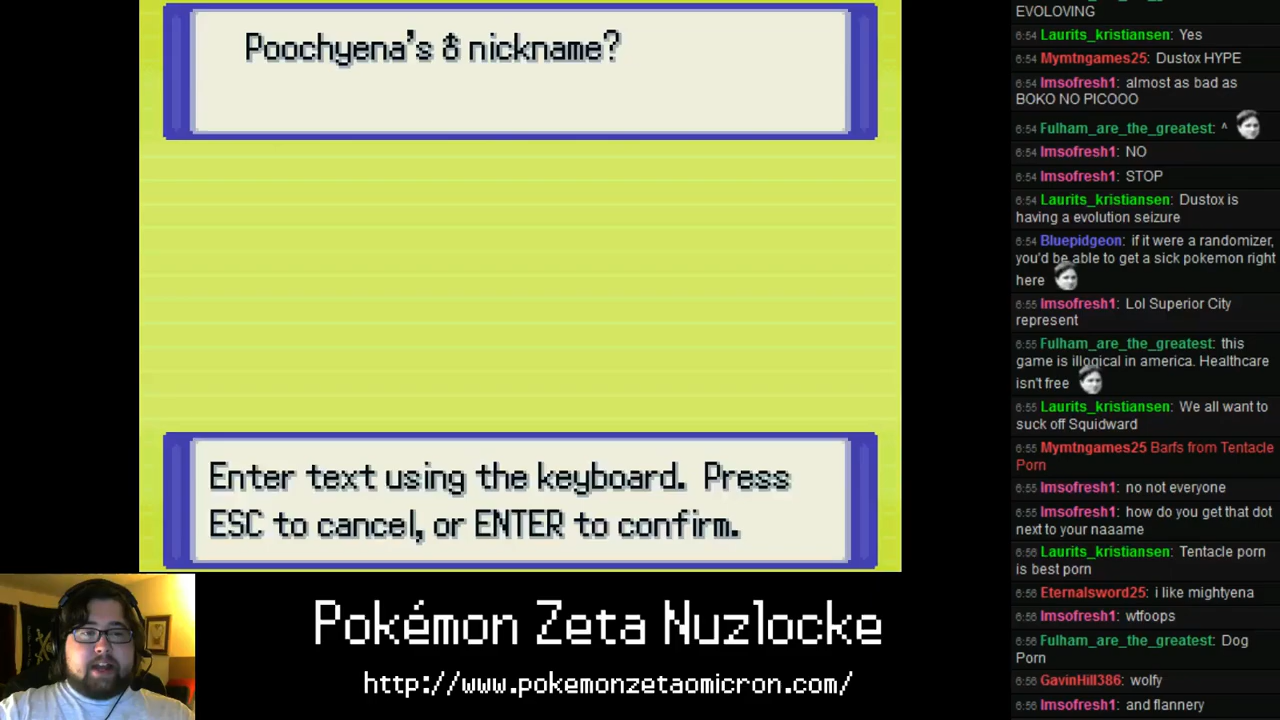 Poochyena's ♂ nickname?
Enter text using the keyboard. Press
ESC to cancel, or ENTER to confirm.
Pokémon Zeta Nuzlocke
http://www.pokemonzetaomicron.com/
EVOLOVING
6:54 Laurits_kristiansen: Yes
6:54 Mymtngames25: Dustox HYPE
6:54 Imsofresh1: almost as bad as
BOKO NO PICOOO
6:54 Fulham_are_the_greatest: ^
6:54 Imsofresh1: NO
6:54 Imsofresh1: STOP
6:54 Laurits_kristiansen: Dustox is
having a evolution seizure
6:54 Bluepidgeon: if it were a randomizer,
you'd be able to get a sick pokemon right
here
6:55 Imsofresh1: Lol Superior City
represent
6:55 Fulham_are_the_greatest: this
game is illogical in america. Healthcare
isn't free
6:55 Laurits_kristiansen: We all want to
suck off Squidward
6:55 Mymtngames25 Barfs from Tentacle
Porn
6:55 Imsofresh1: no not everyone
6:55 Imsofresh1: how do you get that dot
next to your naaame
6:56 Laurits_kristiansen: Tentacle porn
is best porn
6:56 Eternalsword25: i like mightyena
6:56 Imsofresh1: wtfoops
6:56 Fulham_are_the_greatest: Dog
Porn
6:56 GavinHill386: wolfy
6:56 Imsofresh1: and flannery